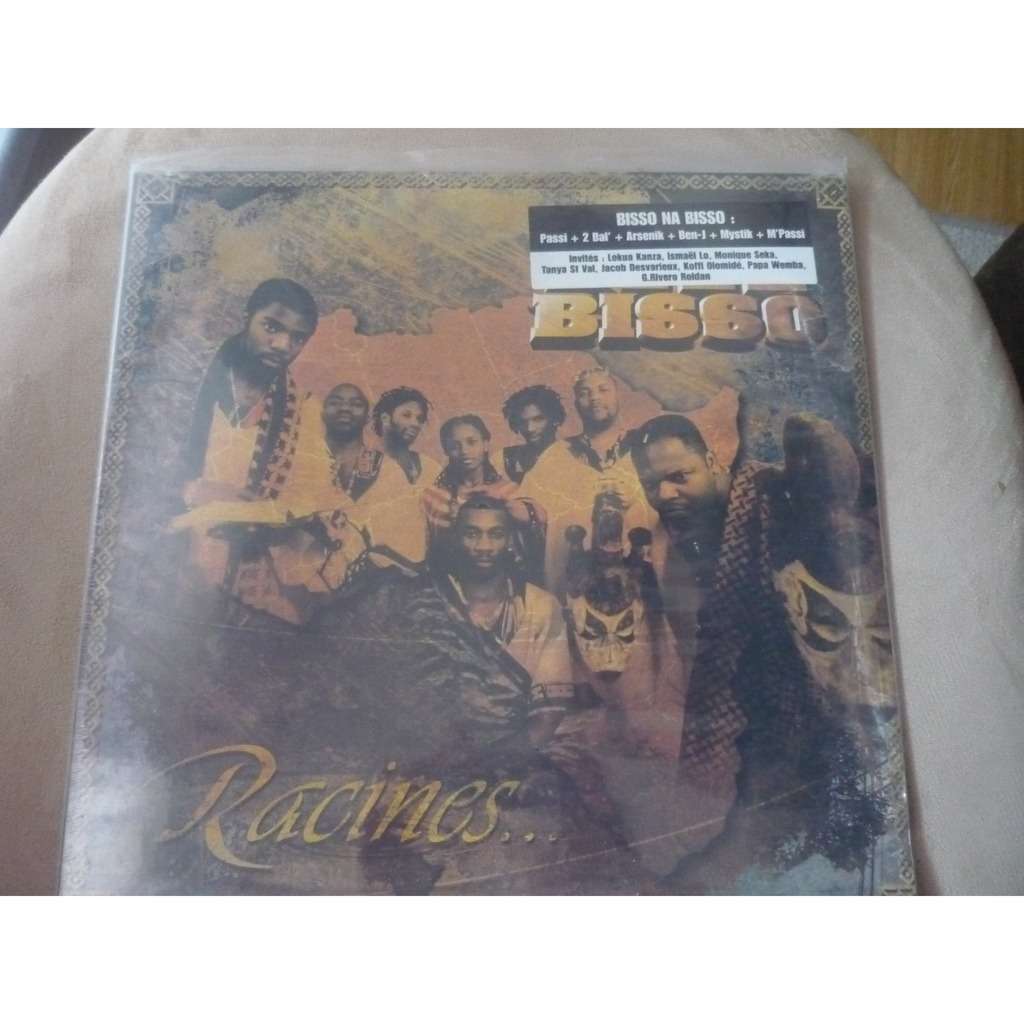 BISSO NA BISSO :
Passi + 2 Bal' + Arsenik + Ben-J + Mystik + M'Passi
Invités : Lokua Kanza, Ismaël Lo, Monique Seka,
Tanya St Val, Jacob Desvarieux, Koffi Olomidé, Papa Wemba,
G.Rivero Roldan
BISSO
Racines...